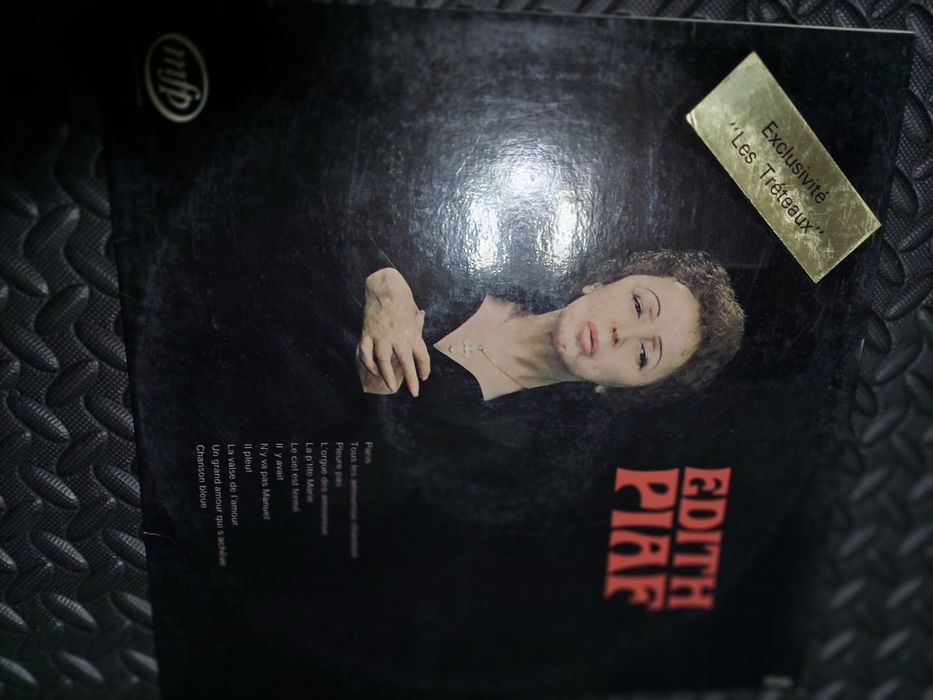 Exclusivité
"Les Tréteaux"
EDITH
PIAF
Paris
Tous les amoureux chantent
Pleure pas
L'orgue des amoureux
La p'tite Marie
Le ciel est fermé
Il y avait
N'y va pas Manuel
Il pleut
La valse de l'amour
Un grand amour qui s'achève
Chanson bleue